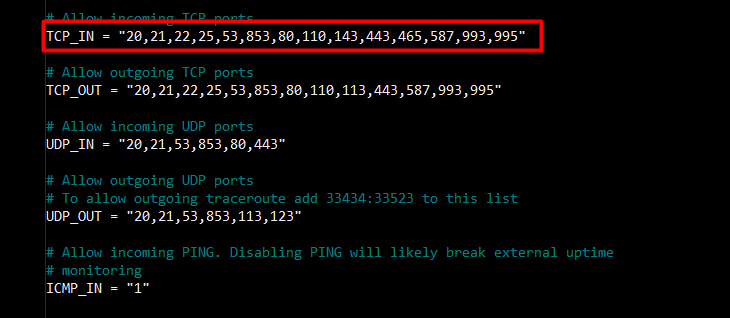 # Allow incoming TCP ports
TCP_IN = "20,21,22,25,53,853,80,110,143,443,465,587,993,995"
# Allow outgoing TCP ports
TCP_OUT = "20,21,22,25,53,853,80,110,113,443,587,993,995"
# Allow incoming UDP ports
UDP_IN = "20,21,53,853,80,443"
# Allow outgoing UDP ports
# To allow outgoing traceroute add 33434:33523 to this list
UDP_OUT = "20,21,53,853,113,123"
# Allow incoming PING. Disabling PING will likely break external uptime
# monitoring
ICMP_IN = "1"